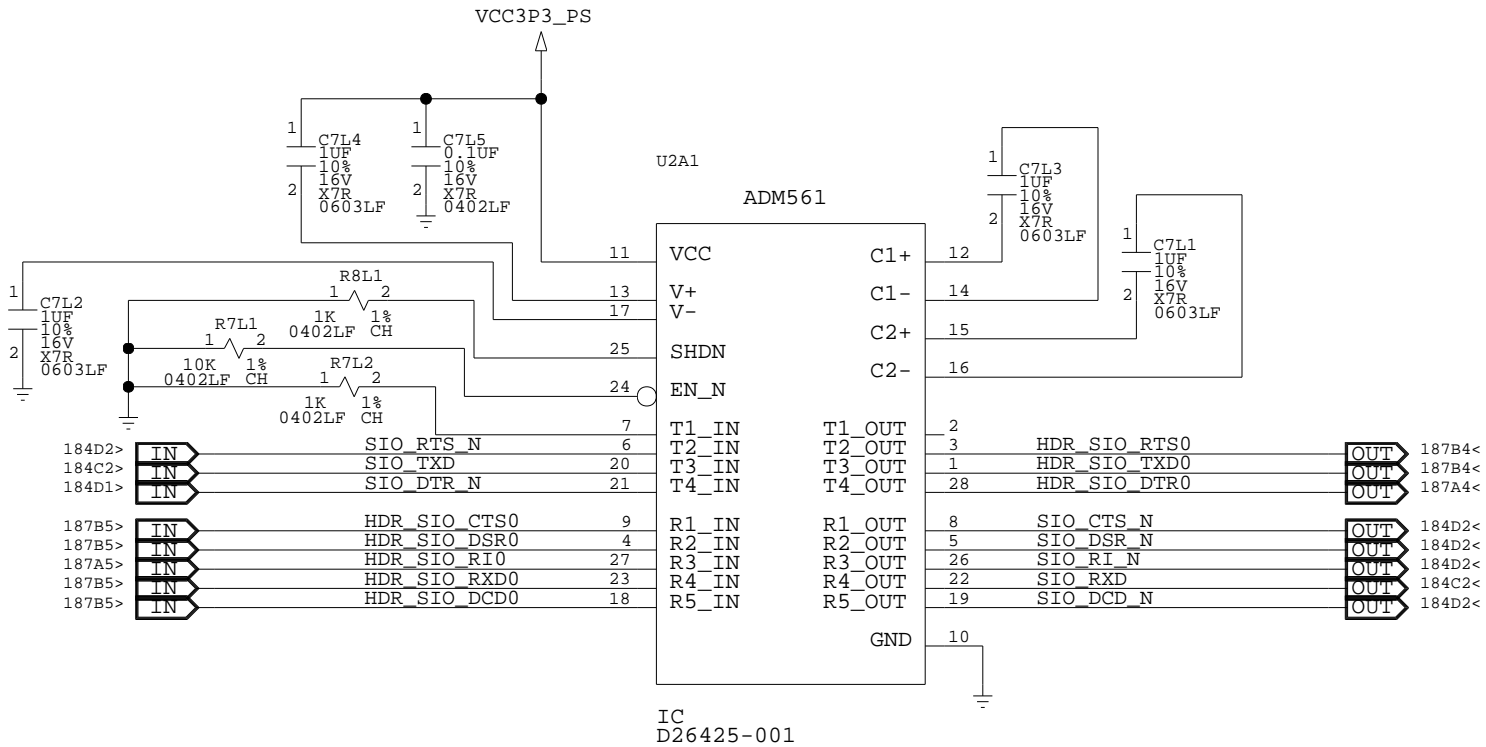 VCC3P3_PS
1 C7L4
1UF
10%
16V
2 X7R
0603LF
1 C7L5
0.1UF
10%
16V
2 X7R
0402LF
U2A1
ADM561
1 C7L3
1UF
10%
16V
2 X7R
0603LF
1 C7L1
1UF
10%
16V
2 X7R
0603LF
1 C7L2
1UF
10%
16V
2 X7R
0603LF
R8L1
1 2
1K 1%
0402LF CH
R7L1
1 2
10K 1%
0402LF CH
R7L2
1 2
1K 1%
0402LF CH
11 VCC C1+ 12
13 V+ C1- 14
17 V-
C2+ 15
25 SHDN
C2- 16
24 EN_N
7 T1_IN T1_OUT 2
184D2> IN SIO_RTS_N 6 T2_IN T2_OUT 3 HDR_SIO_RTS0 OUT 187B4<
184C2> IN SIO_TXD 20 T3_IN T3_OUT 1 HDR_SIO_TXD0 OUT 187B4<
184D1> IN SIO_DTR_N 21 T4_IN T4_OUT 28 HDR_SIO_DTR0 OUT 187A4<
187B5> IN HDR_SIO_CTS0 9 R1_IN R1_OUT 8 SIO_CTS_N OUT 184D2<
187B5> IN HDR_SIO_DSR0 4 R2_IN R2_OUT 5 SIO_DSR_N OUT 184D2<
187A5> IN HDR_SIO_RI0 27 R3_IN R3_OUT 26 SIO_RI_N OUT 184D2<
187B5> IN HDR_SIO_RXD0 23 R4_IN R4_OUT 22 SIO_RXD OUT 184C2<
187B5> IN HDR_SIO_DCD0 18 R5_IN R5_OUT 19 SIO_DCD_N OUT 184D2<
GND 10
IC
D26425-001